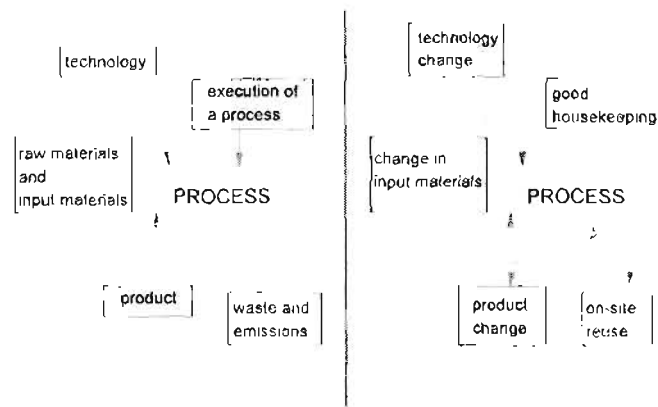 technology
execution of
a process
raw materials
and
input materials
PROCESS
product
waste and
emissions
technology
change
good
housekeeping
change in
input materials
PROCESS
product
change
on-site
reuse